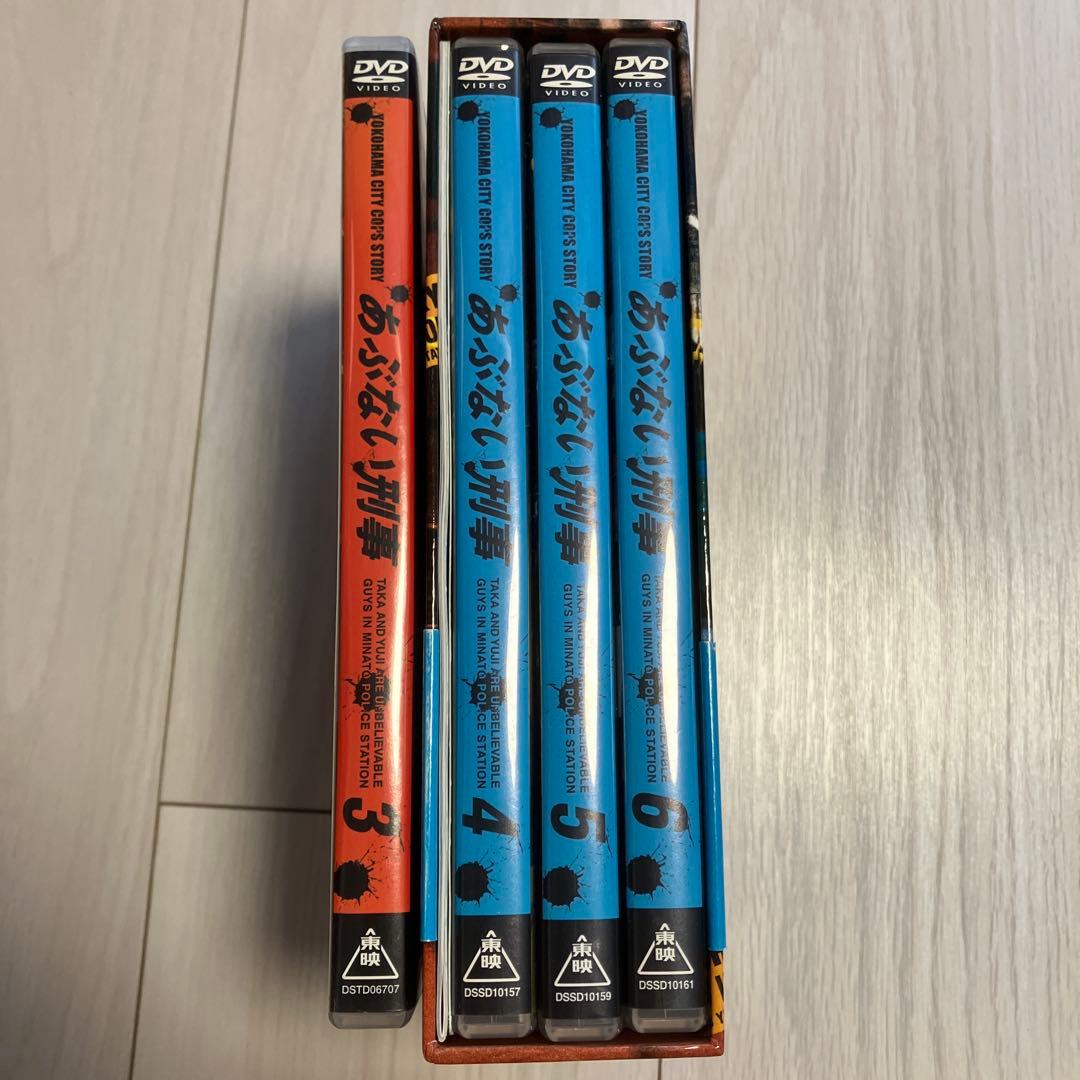 DVD
VIDEO
YOKOHAMA CITY COPS STORY
あぶない刑事
TAKA AND YUJI ARE UNBELIEVABLE
GUYS IN MINATO POLICE STATION
3
東映
DSTD06707
DVD
VIDEO
YOKOHAMA CITY COPS STORY
あぶない刑事
TAKA AND YUJI ARE UNBELIEVABLE
GUYS IN MINATO POLICE STATION
4
東映
DSSD10157
DVD
VIDEO
YOKOHAMA CITY COPS STORY
あぶない刑事
TAKA AND YUJI ARE UNBELIEVABLE
GUYS IN MINATO POLICE STATION
5
東映
DSSD10159
DVD
VIDEO
YOKOHAMA CITY COPS STORY
あぶない刑事
TAKA AND YUJI ARE UNBELIEVABLE
GUYS IN MINATO POLICE STATION
6
東映
DSSD10161